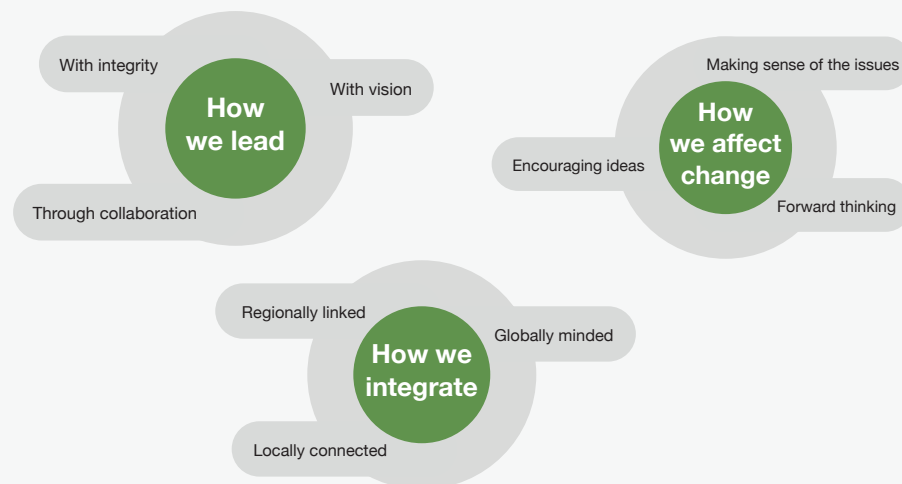 With integrity
With vision
How
we lead
Through collaboration
Making sense of the issues
How
we affect
change
Encouraging ideas
Forward thinking
Regionally linked
Globally minded
How we
integrate
Locally connected